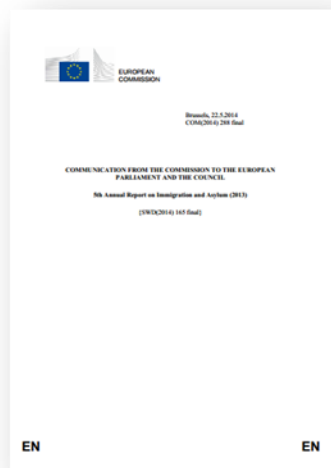 EUROPEAN
COMMISSION
Brussels, 22.5.2014
COM(2014) 288 final
COMMUNICATION FROM THE COMMISSION TO THE EUROPEAN
PARLIAMENT AND THE COUNCIL
5th Annual Report on Immigration and Asylum (2013)
[SWD(2014) 165 final]
EN
EN